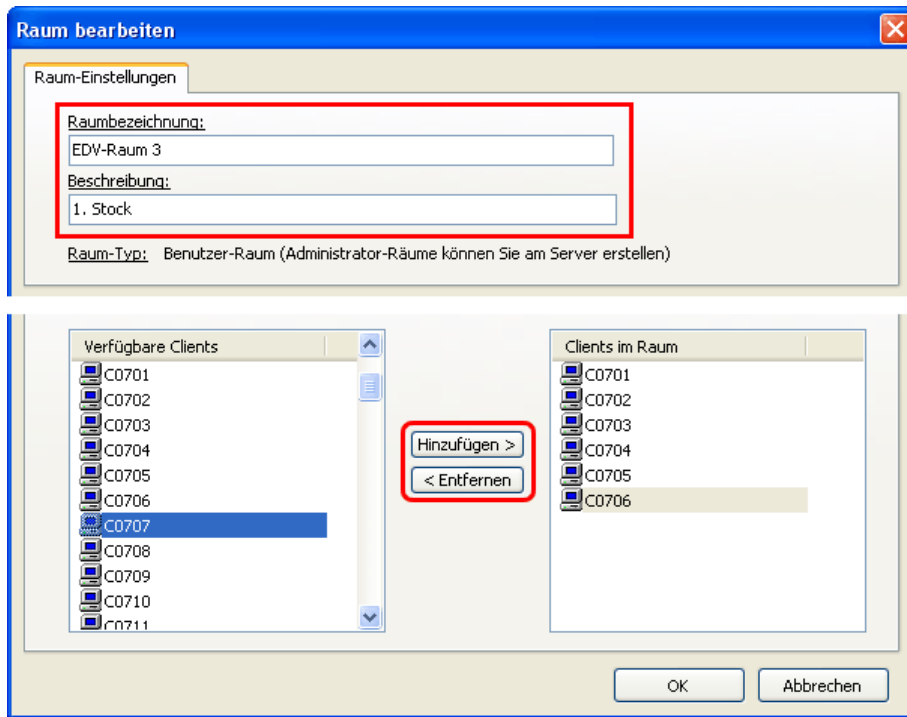 Raum bearbeiten
Raum-Einstellungen
Raumbezeichnung:
EDV-Raum 3
Beschreibung:
1. Stock
Raum-Typ: Benutzer-Raum (Administrator-Räume können Sie am Server erstellen)
Verfügbare Clients
C0701
C0702
C0703
C0704
C0705
C0706
C0707
C0708
C0709
C0710
C0711
Hinzufügen >
< Entfernen
Clients im Raum
C0701
C0702
C0703
C0704
C0705
C0706
OK
Abbrechen